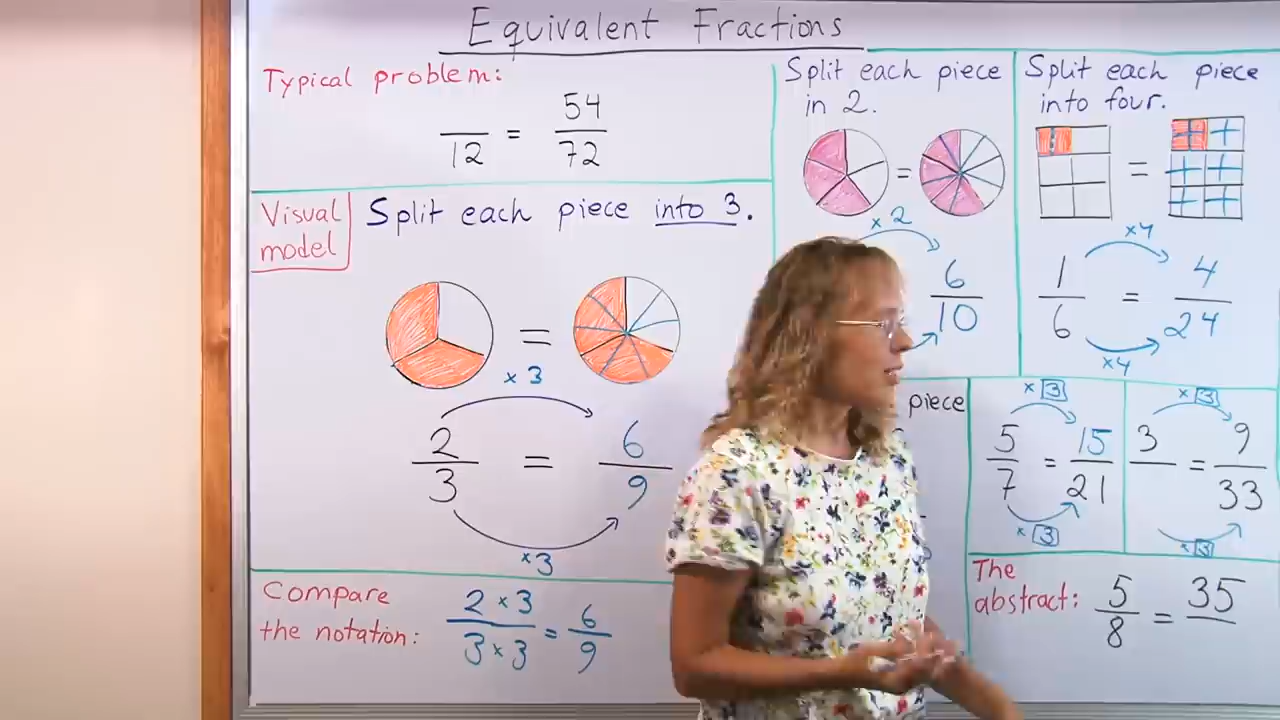 Equivalent Fractions
Typical problem:
__/12 = 54/72
Visual model
Split each piece into 3.
=
×3
2/3 = 6/9
×3
Compare the notation:
2 × 3 / 3 × 3 = 6/9
Split each piece
in 2.
=
×2
6/10
Split each piece
into four.
=
×4
1/6 = 4/24
×4
piece
×3
5/7 = 15/21
×3
×3
3/__ = 9/33
×3
The abstract:
5/8 = 35/__